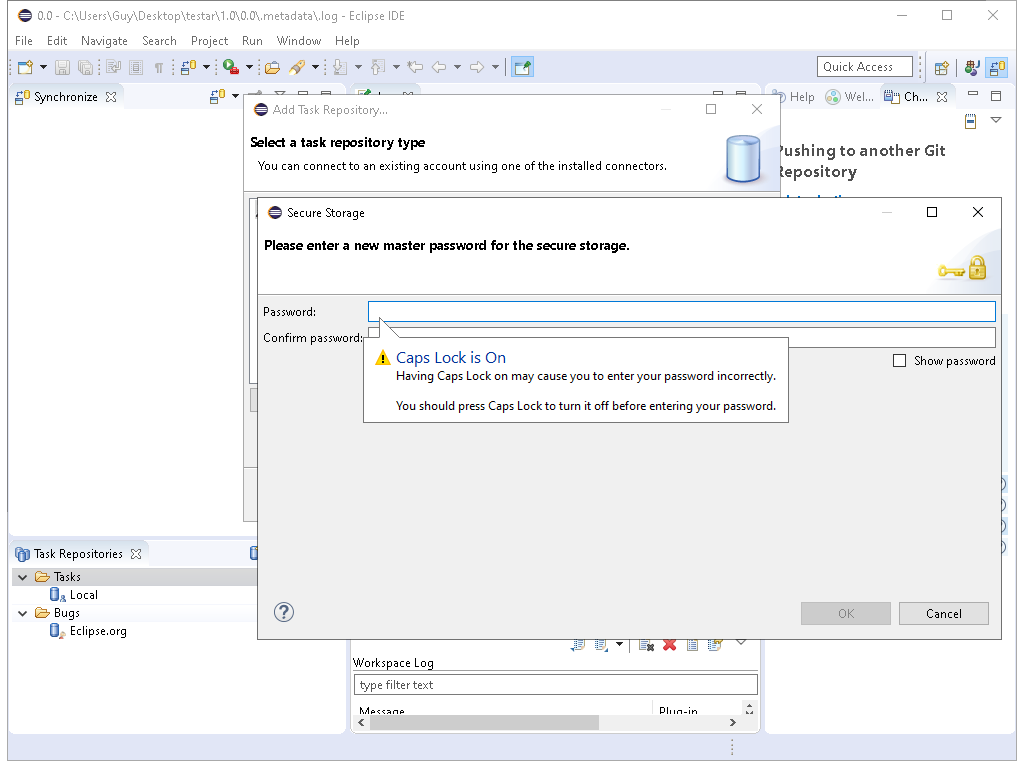 0.0 - C:\Users\Guy\Desktop\testar\1.0\0.0\.metadata\.log - Eclipse IDE
File Edit Navigate Search Project Run Window Help
Quick Access
Synchronize
Help Wel... Ch...
Add Task Repository...
Select a task repository type
You can connect to an existing account using one of the installed connectors.
Pushing to another Git
Repository
Secure Storage
Please enter a new master password for the secure storage.
Password:
Confirm password:
Show password
Caps Lock is On
Having Caps Lock on may cause you to enter your password incorrectly.
You should press Caps Lock to turn it off before entering your password.
OK Cancel
Task Repositories
Tasks
Local
Bugs
Eclipse.org
Workspace Log
type filter text
Message Plug-in